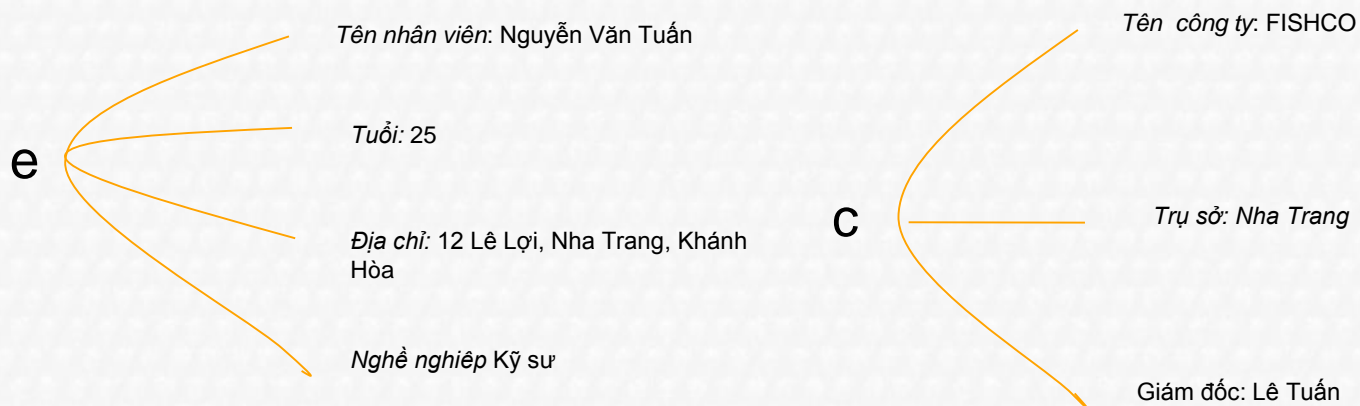 Tên nhân viên: Nguyễn Văn Tuấn
Tuổi: 25
e
Địa chỉ: 12 Lê Lợi, Nha Trang, Khánh
Hòa
Nghề nghiêp Kỹ sư
Tên công ty: FISHCO
c
Trụ sở: Nha Trang
Giám đốc: Lê Tuấn